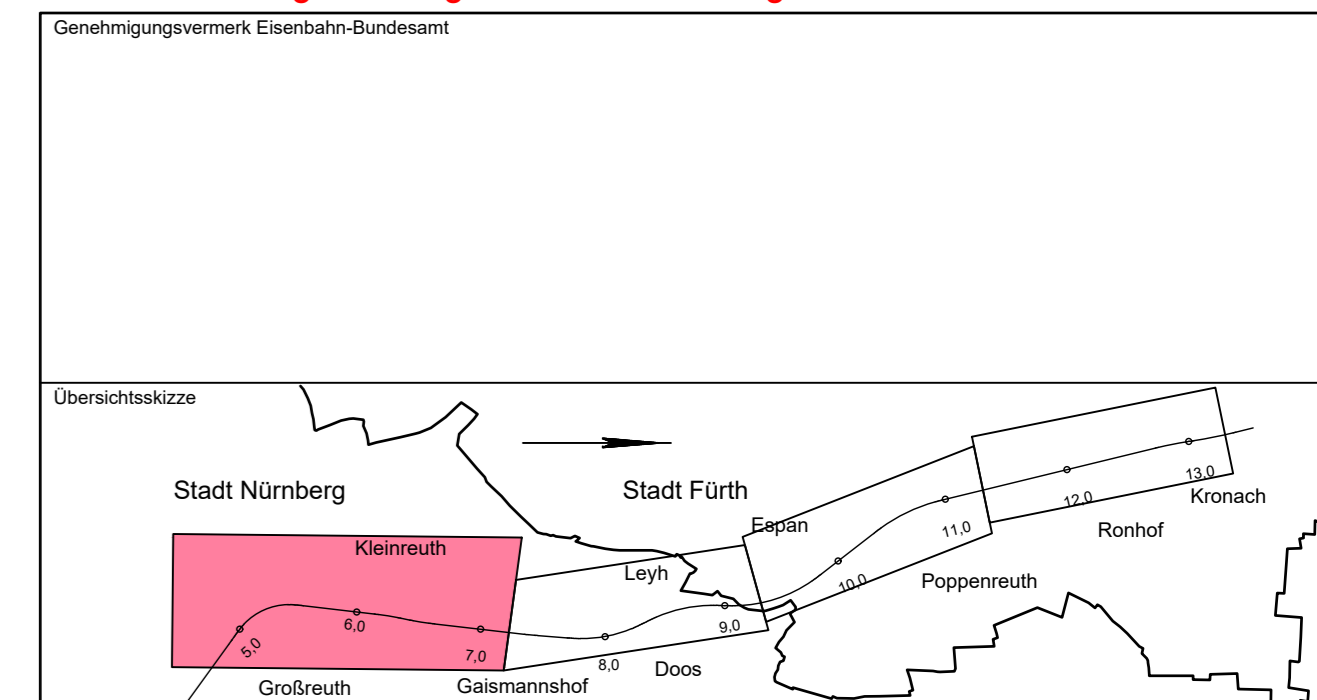 Genehmigungsvermerk Eisenbahn-Bundesamt
Übersichtsskizze
Stadt Nürnberg
Stadt Fürth
13,0
Kronach
12,0
Ronhof
Espan
11,0
Kleinreuth
Leyh
10,0
Poppenreuth
5,0
6,0
7,0
8,0
9,0
Doos
Großreuth
Gaismannshof